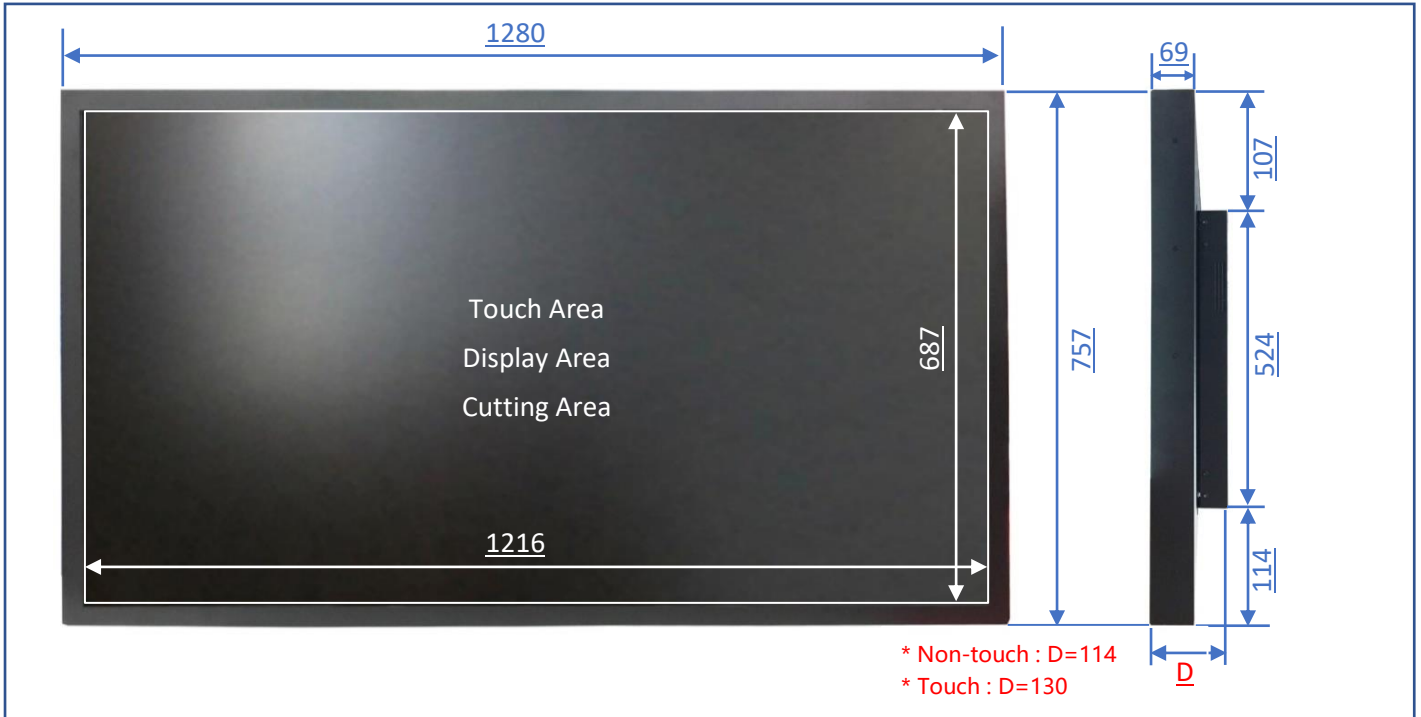 1280
69
107
Touch Area
Display Area
Cutting Area
687
757
524
1216
114
* Non-touch : D=114
* Touch : D=130
D